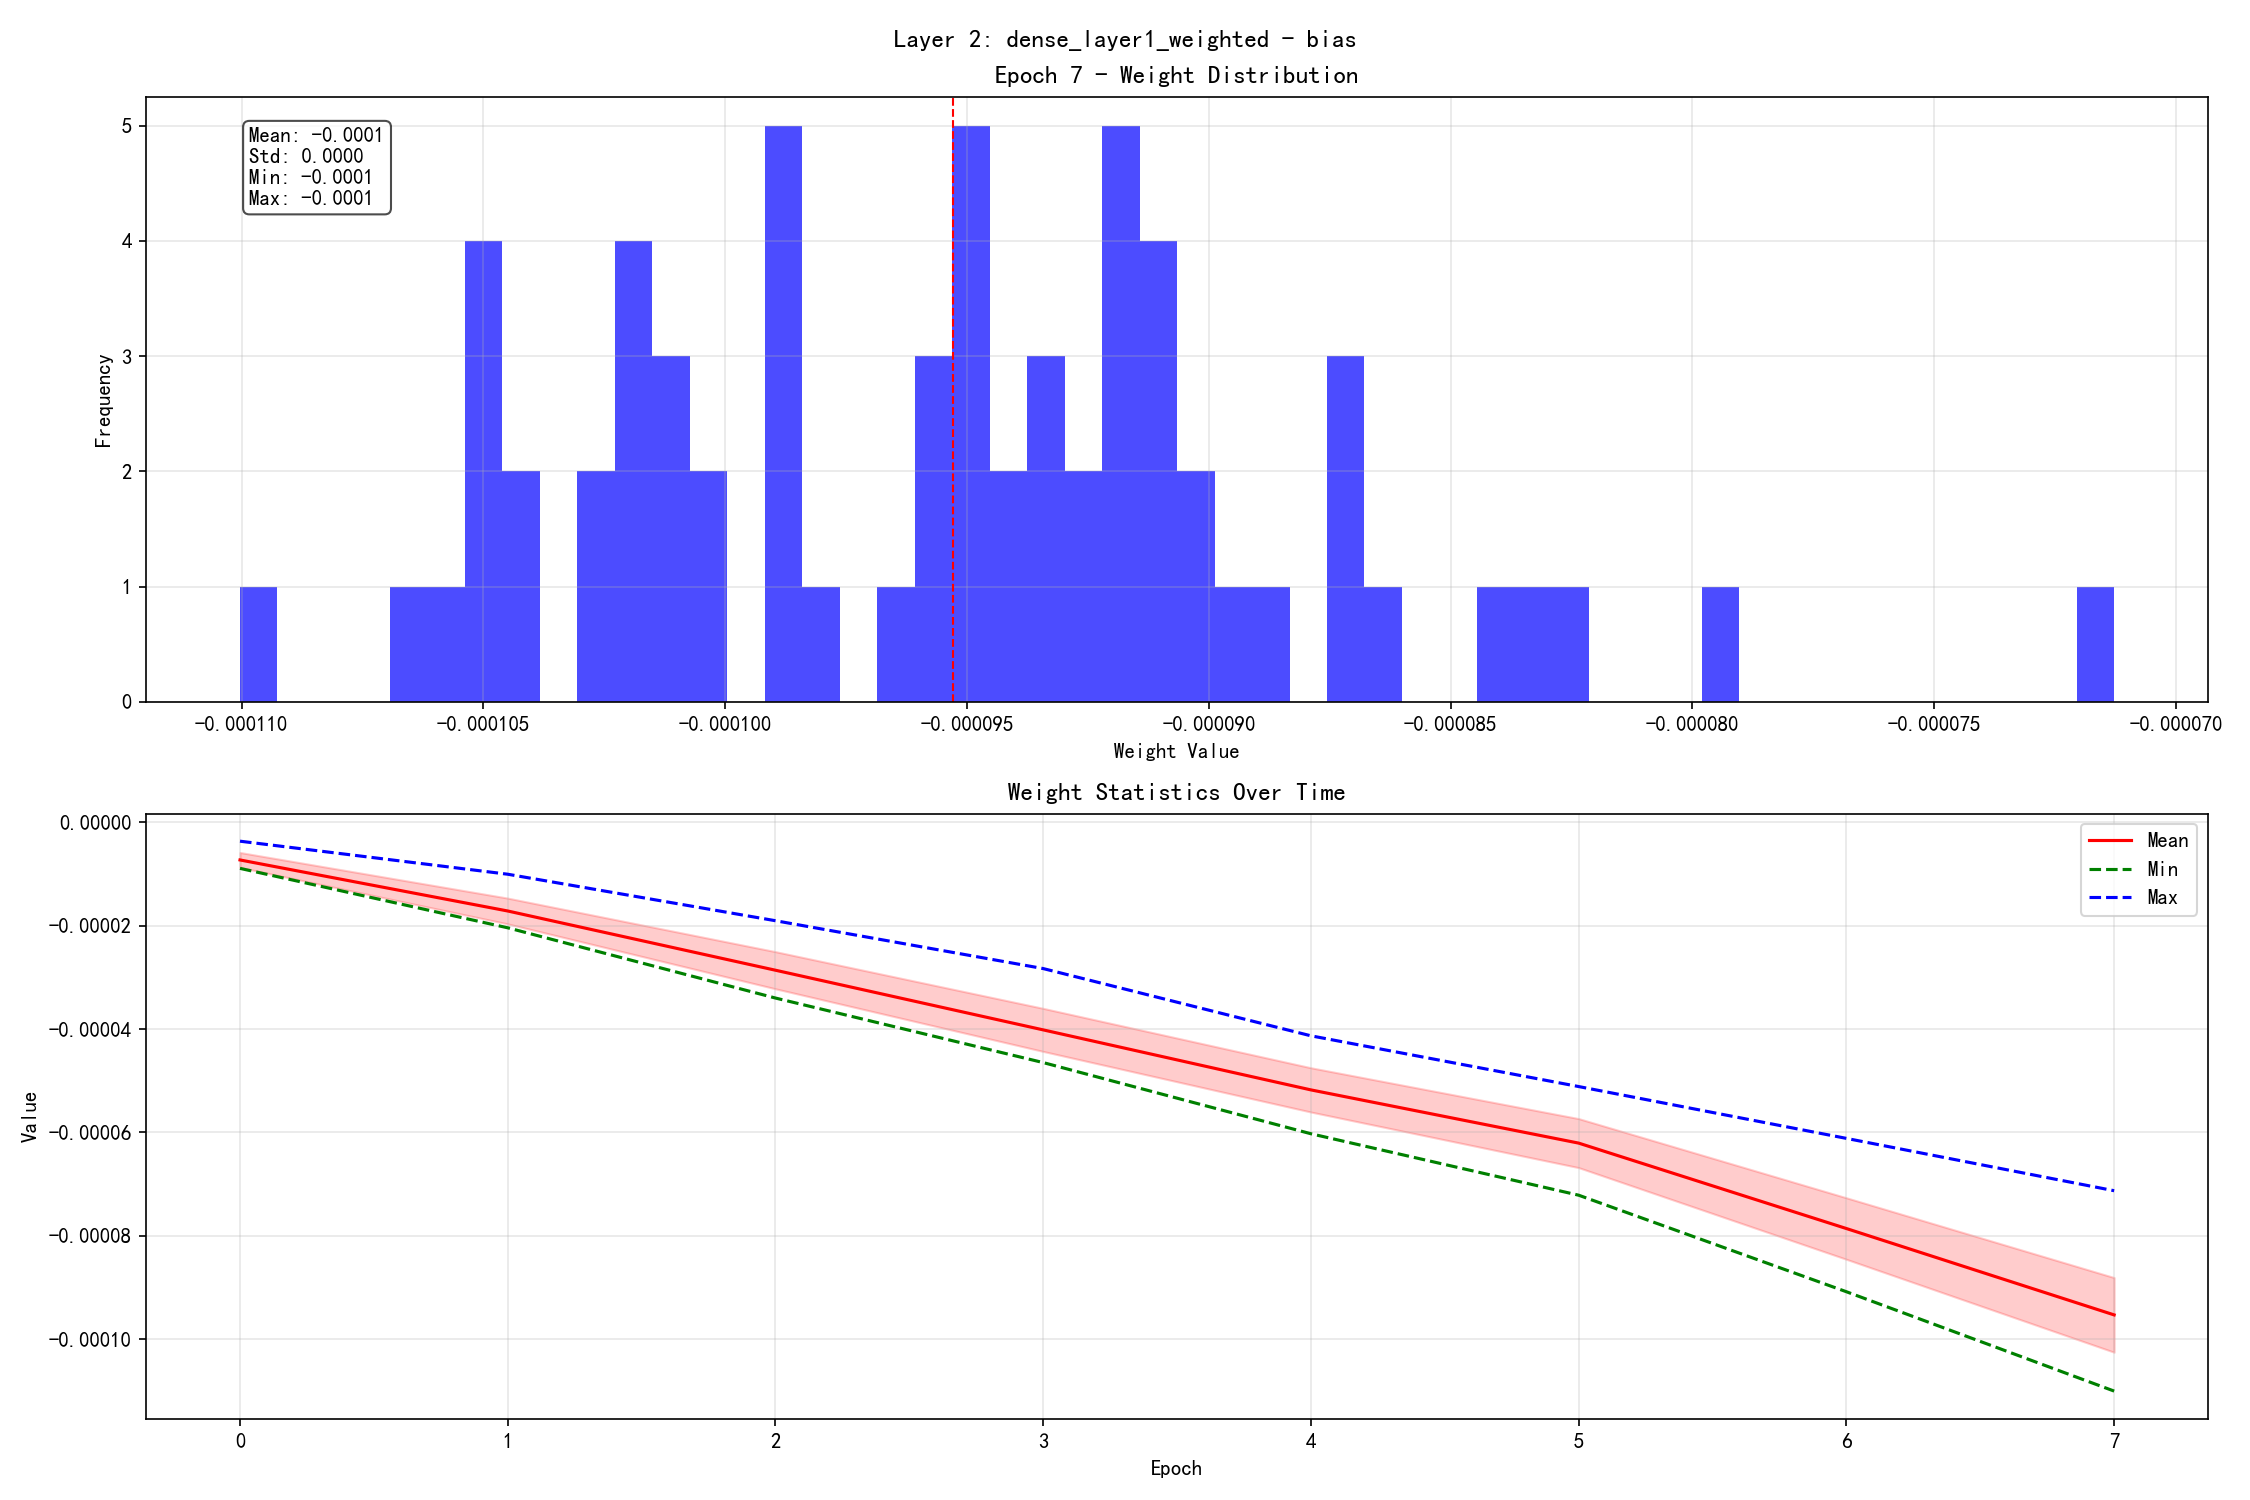 Layer 2: dense_layer1_weighted - bias
Epoch 7 - Weight Distribution
Mean: -0.0001
Std: 0.0000
Min: -0.0001
Max: -0.0001
Frequency
5
4
3
2
1
0
-0.000110 -0.000105 -0.000100 -0.000095 -0.000090 -0.000085 -0.000080 -0.000075 -0.000070
Weight Value
Weight Statistics Over Time
Mean
Min
Max
Value
0.00000
-0.00002
-0.00004
-0.00006
-0.00008
-0.00010
0 1 2 3 4 5 6 7
Epoch